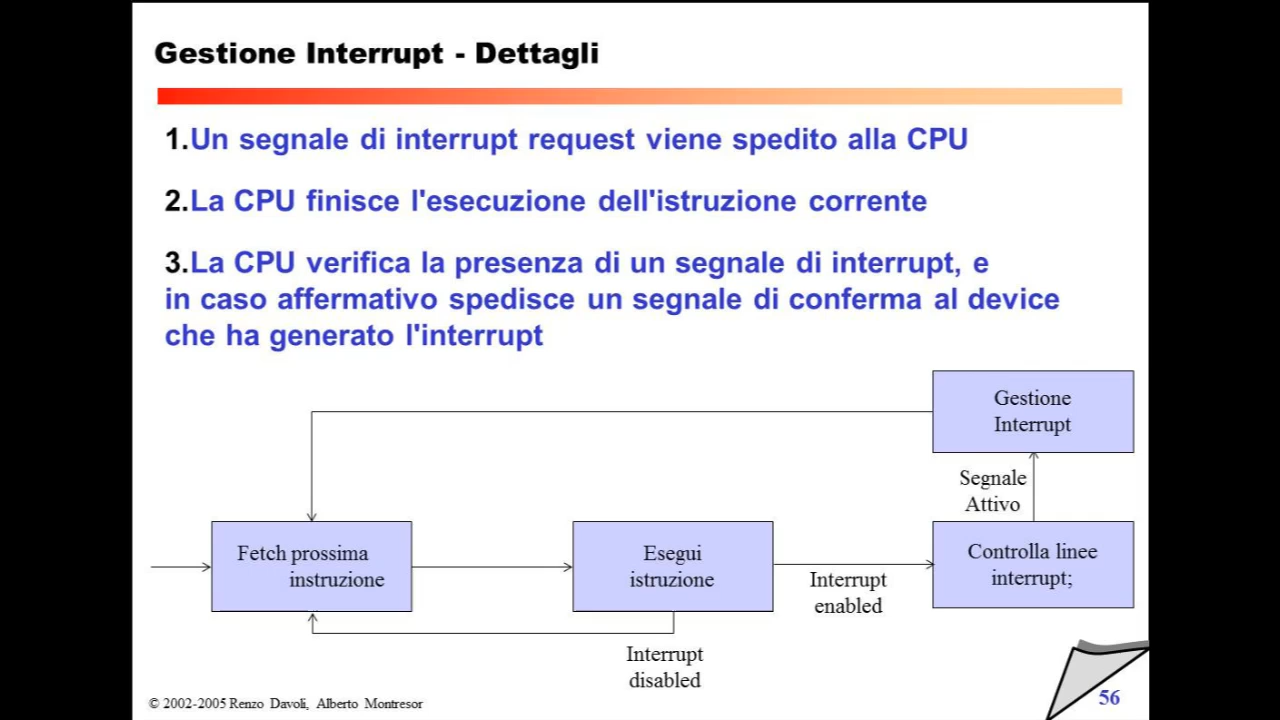 Gestione Interrupt - Dettagli
1.Un segnale di interrupt request viene spedito alla CPU
2.La CPU finisce l'esecuzione dell'istruzione corrente
3.La CPU verifica la presenza di un segnale di interrupt, e
in caso affermativo spedisce un segnale di conferma al device
che ha generato l'interrupt
Gestione
Interrupt
Segnale
Attivo
Fetch prossima
instruzione
Esegui
istruzione
Interrupt
enabled
Controlla linee
interrupt;
Interrupt
disabled
© 2002-2005 Renzo Davoli, Alberto Montresor
56